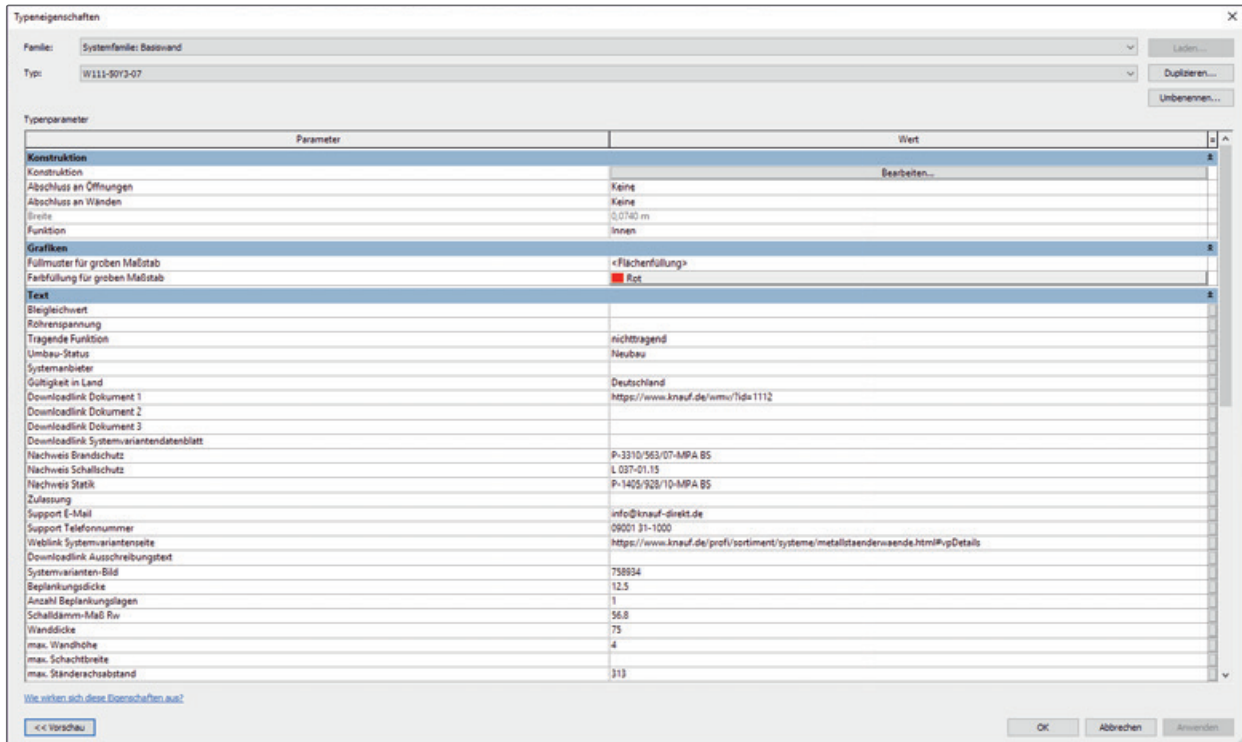 Typeneigenschaften
Familie: Systemfamilie: Basiswand Laden...
Typ: W111-50Y3-07 Duplizieren...
Umbenennen...
Typenparameter
Parameter Wert =
Konstruktion
Konstruktion Bearbeiten...
Abschluss an Öffnungen Keine
Abschluss an Wänden Keine
Breite 0,0740 m
Funktion Innen
Grafiken
Füllmuster für groben Maßstab <Flächenfüllung>
Farbfüllung für groben Maßstab Rot
Text
Bleigleichwert
Röhrenspannung
Tragende Funktion nichttragend
Umbau-Status Neubau
Systemanbieter
Gültigkeit in Land Deutschland
Downloadlink Dokument 1 https://www.knauf.de/wmv/?id=1112
Downloadlink Dokument 2
Downloadlink Dokument 3
Downloadlink Systemvariantendatenblatt
Nachweis Brandschutz P-3310/563/07-MPA BS
Nachweis Schallschutz L 037-01.15
Nachweis Statik P-1405/928/10-MPA BS
Zulassung
Support E-Mail info@knauf-direkt.de
Support Telefonnummer 09001 31-1000
Weblink Systemvariantenseite https://www.knauf.de/profi/sortiment/systeme/metallstaenderwaende.html#vpDetails
Downloadlink Ausschreibungstext
Systemvarianten-Bild 758934
Beplankungsdicke 12.5
Anzahl Beplankungslagen 1
Schalldämm-Maß Rw 56.8
Wanddicke 75
max. Wandhöhe 4
max. Schachtbreite
max. Ständerachsabstand 313
Wie wirken sich diese Eigenschaften aus?
<< Vorschau OK Abbrechen Anwenden